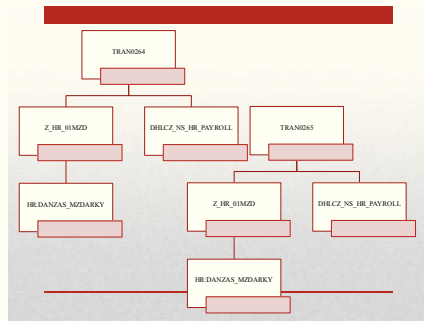 TRAN0264
Z_HR_01MZD
DHLCZ_NS_HR_PAYROLL
HR:DANZAS_MZDARKY
TRAN0265
Z_HR_01MZD
DHLCZ_NS_HR_PAYROLL
HR:DANZAS_MZDARKY